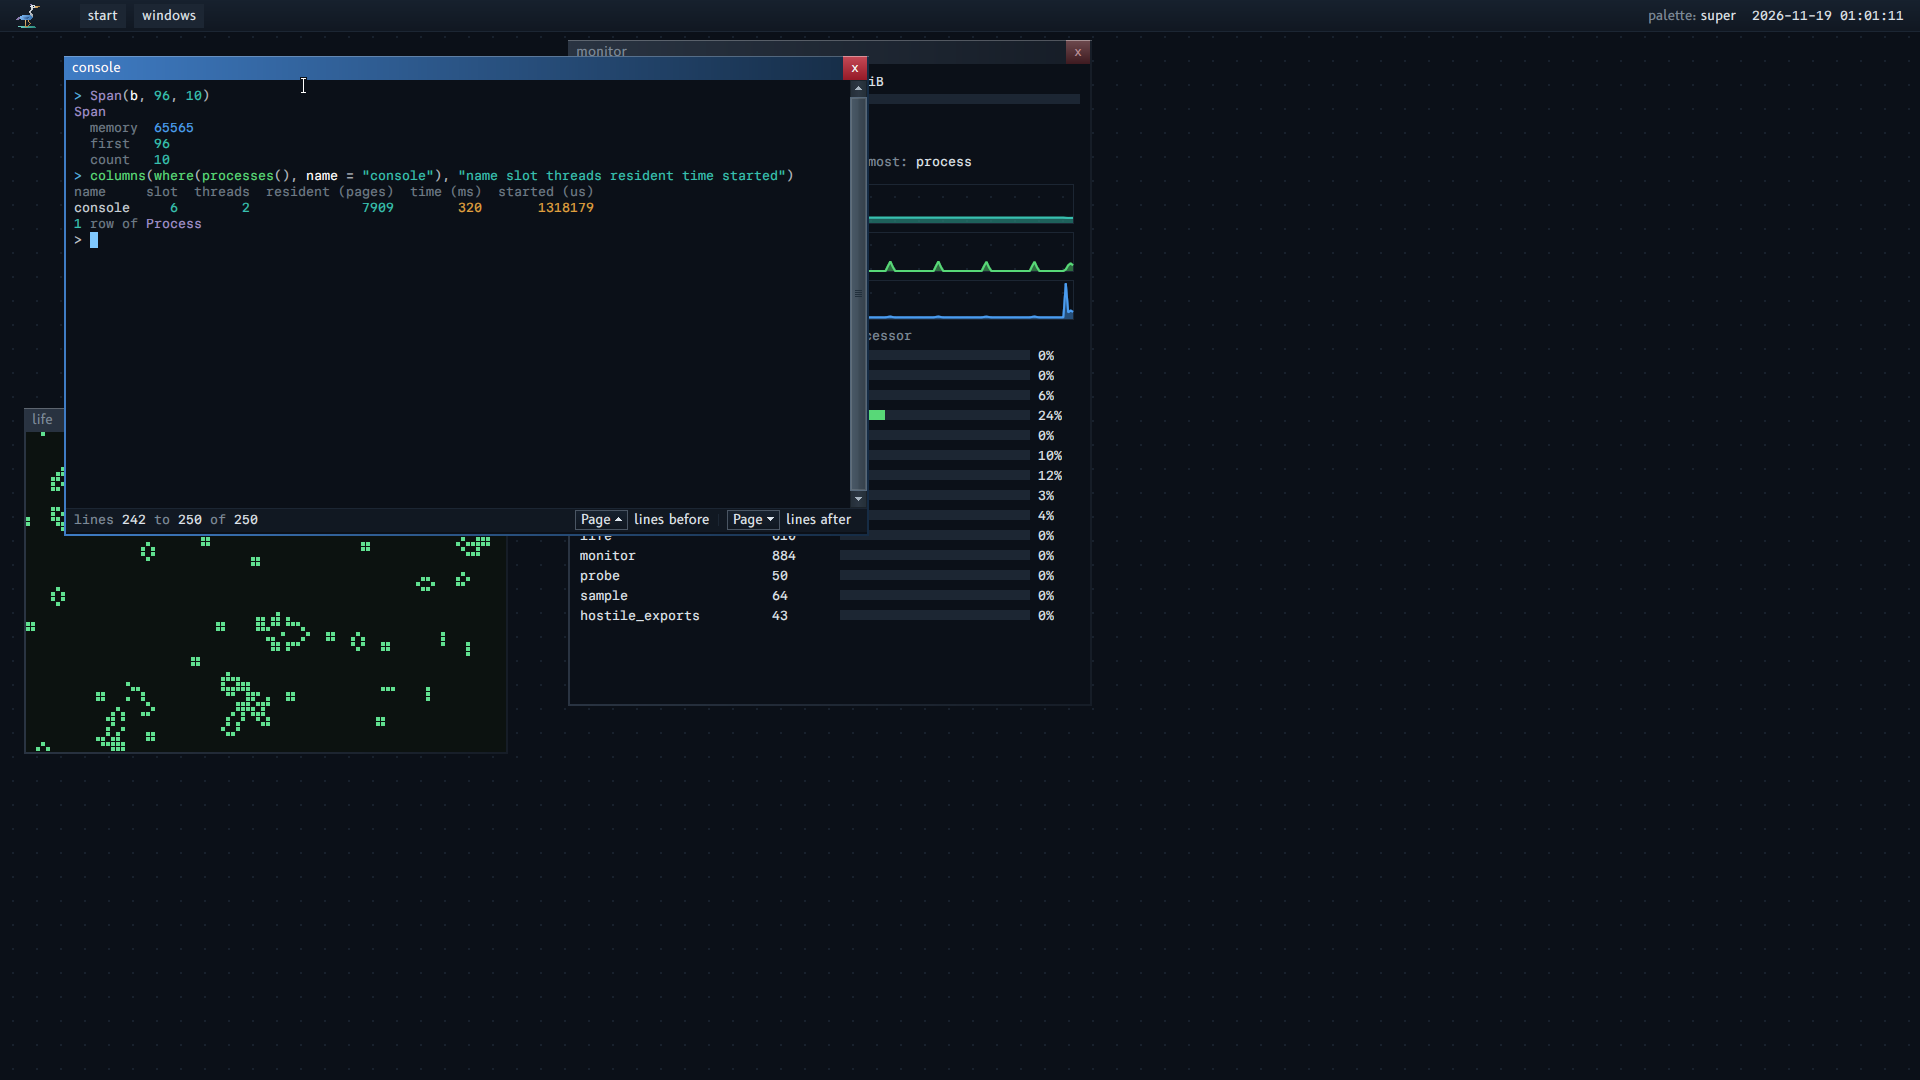 start windows palette: super 2026-11-19 01:01:11
monitor x
console x
> Span(b, 96, 10)
Span
memory 65565
first 96
count 10
> columns(where(processes(), name = "console"), "name slot threads resident time started")
name slot threads resident (pages) time (ms) started (us)
console 6 2 7909 320 1318179
1 row of Process
>
lines 242 to 250 of 250 Page lines before Page lines after
iB
most: process
cessor
0%
0%
6%
24%
0%
10%
12%
3%
4%
life 0%
monitor 884 0%
probe 50 0%
sample 64 0%
hostile_exports 43 0%
life